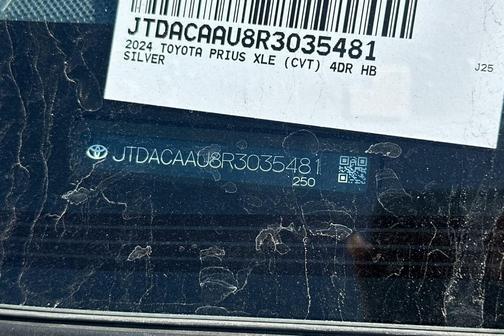 JTDACAAU8R3035481
2024 TOYOTA PRIUS XLE (CVT) 4DR HB
SILVER
J25
JTDACAAU8R3035481
250